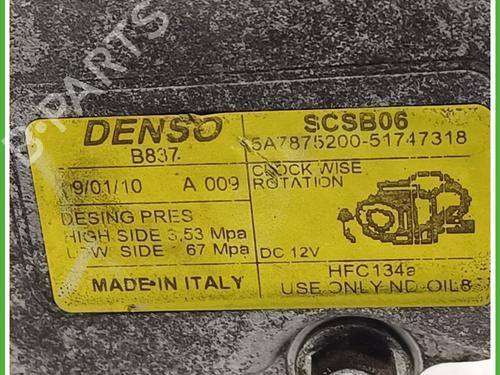 DENSO
B837
SCSB06
5A7875200-51747318
9/01/10 A 009
CLOCK WISE
ROTATION
DESING PRES
HIGH SIDE 3,53 Mpa
LOW SIDE 67 Mpa
DC 12V
MADE IN ITALY
HFC134a
USE ONLY ND-OIL8
B-PARTS